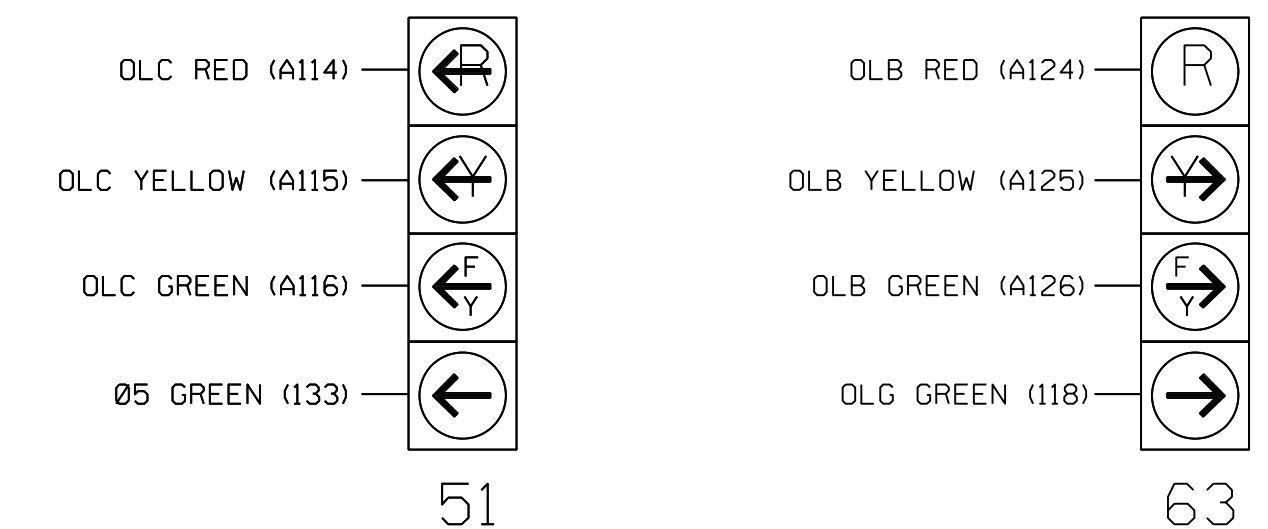 OLC RED (A114)
R
OLC YELLOW (A115)
Y
OLC GREEN (A116)
F
Y
Ø5 GREEN (133)
51
OLB RED (A124)
R
OLB YELLOW (A125)
Y
OLB GREEN (A126)
F
Y
OLG GREEN (118)
63